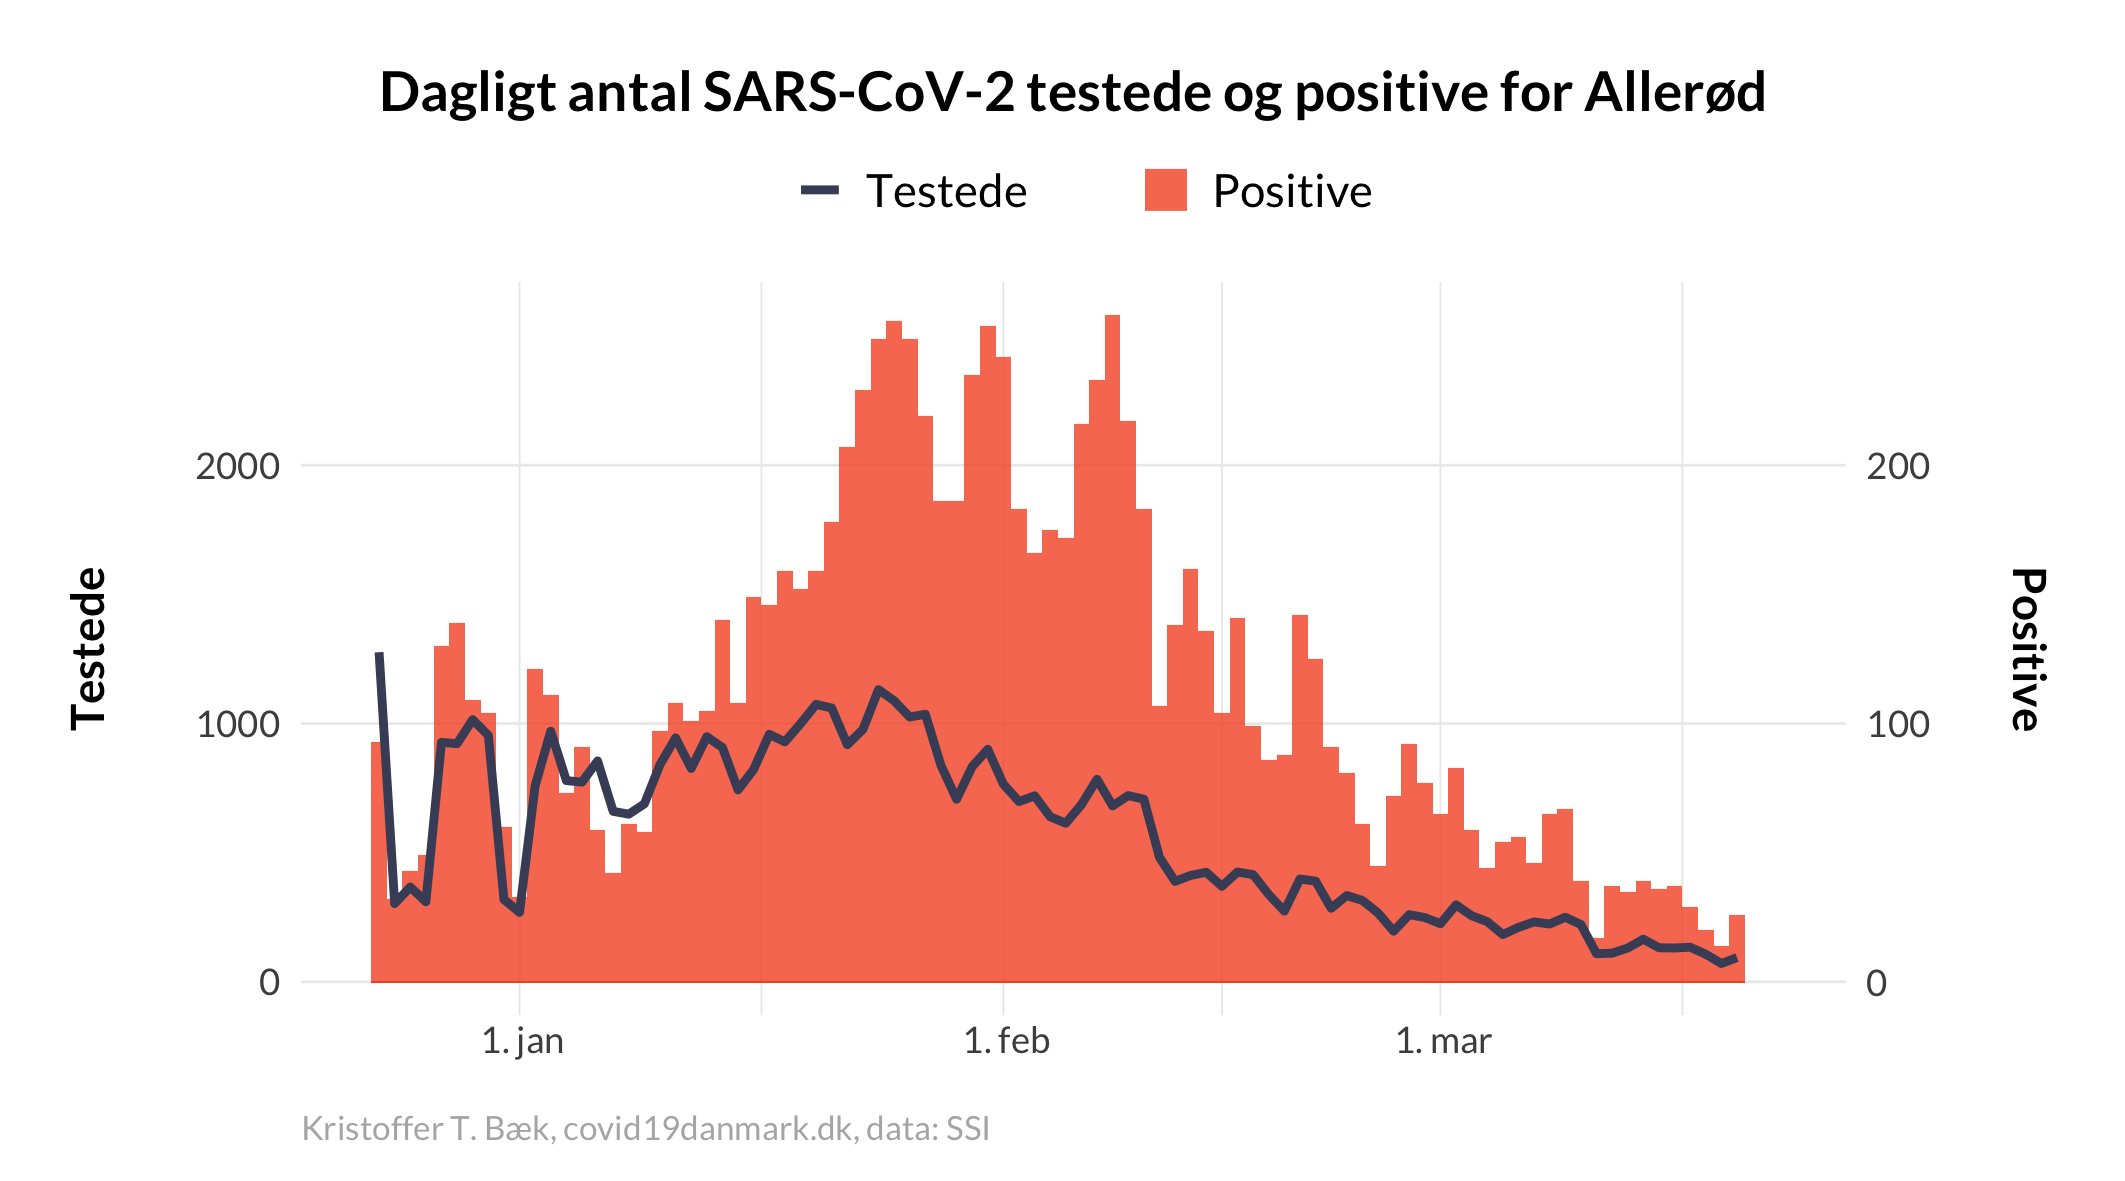 Dagligt antal SARS-CoV-2 testede og positive for Allerød
Testede Positive
2000 200
1000 100
0 0
Testede
Positive
1. jan 1. feb 1. mar
Kristoffer T. Bæk, covid19danmark.dk, data: SSI